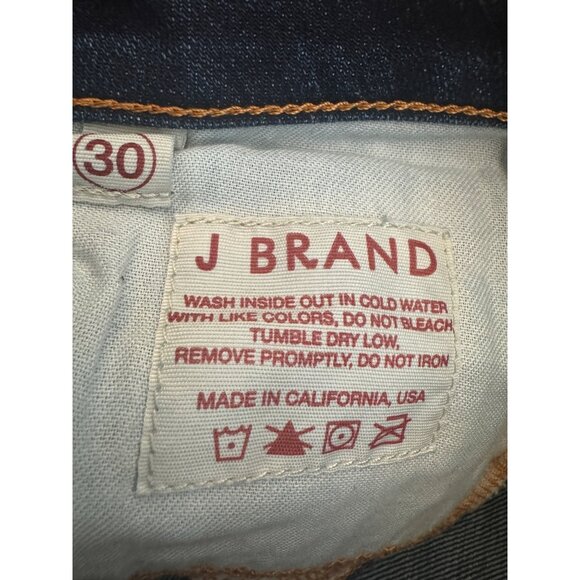 30
J BRAND
WASH INSIDE OUT IN COLD WATER
WITH LIKE COLORS, DO NOT BLEACH
TUMBLE DRY LOW,
REMOVE PROMPTLY, DO NOT IRON
MADE IN CALIFORNIA, USA